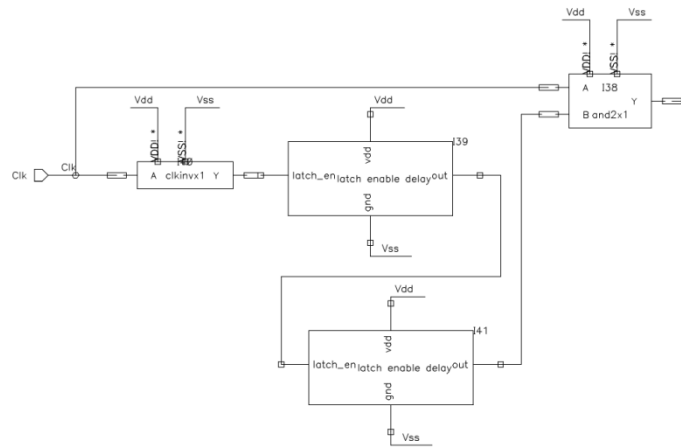 Vdd
Vss
VDD! *
VSS! *
A
I38
Y
B and2x1
Vdd
Vss
VDD! *
VSS! *
Clk
Clk
A clkinvx1 Y
Vdd
I39
vdd
latch_en latch enable delay out
gnd
Vss
Vdd
I41
vdd
latch_en latch enable delay out
gnd
Vss